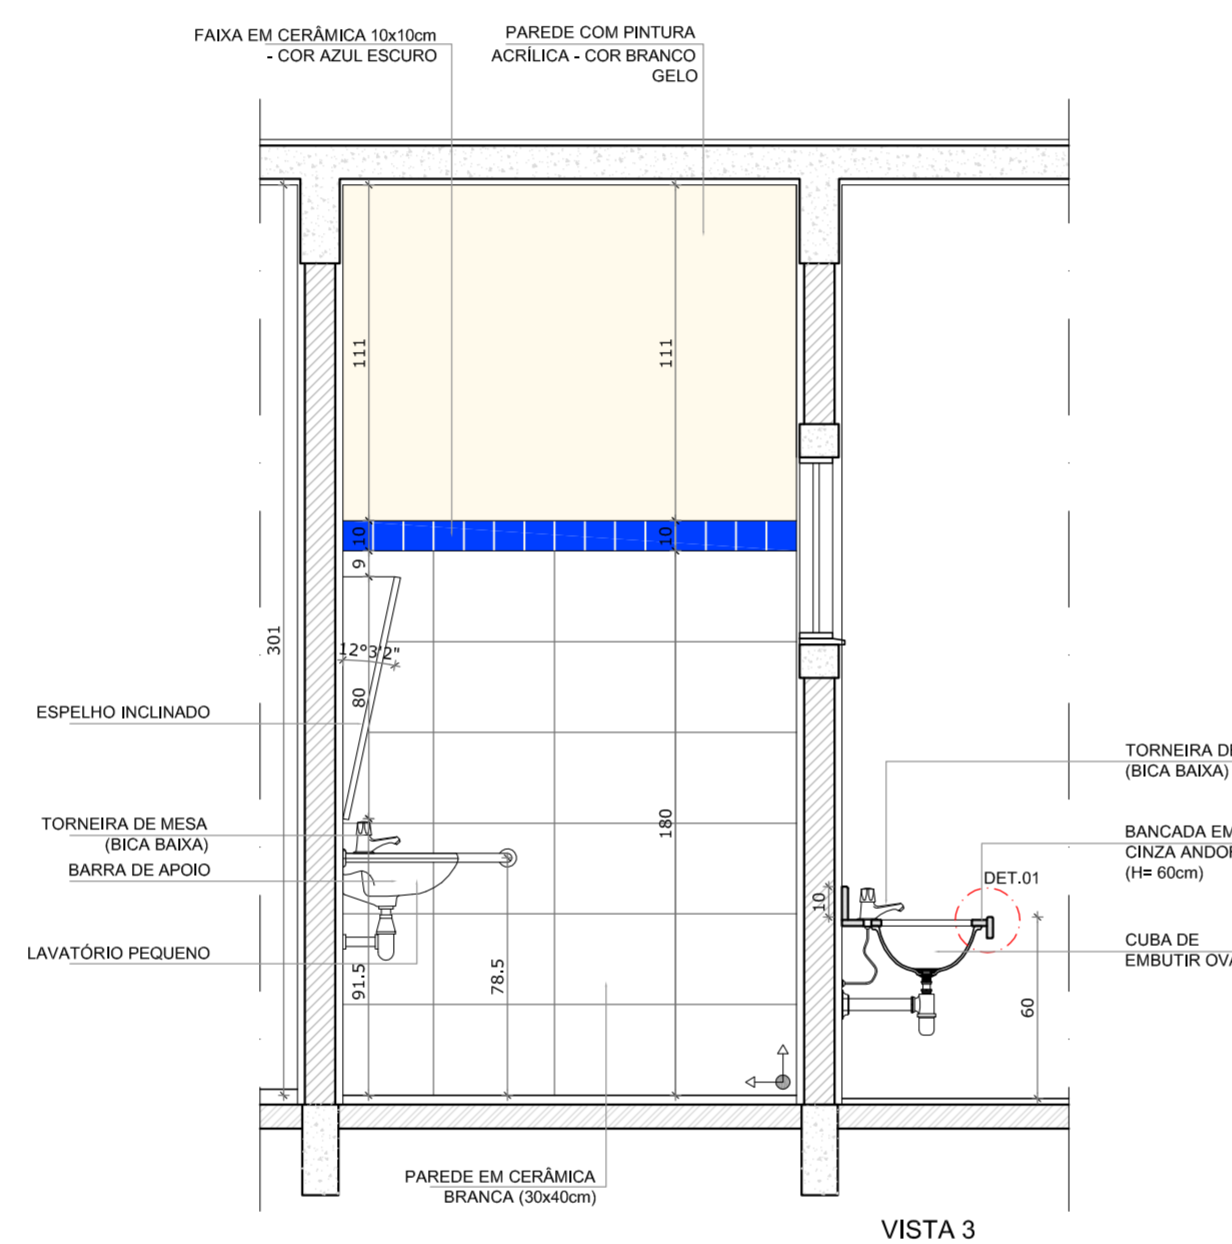 FAIXA EM CERÂMICA 10x10cm
- COR AZUL ESCURO
PAREDE COM PINTURA
ACRÍLICA - COR BRANCO
GELO
111
111
10
10
9
301
12°3'2"
80
ESPELHO INCLINADO
TORNEIRA DE MESA
(BICA BAIXA)
BARRA DE APOIO
LAVATÓRIO PEQUENO
180
91.5
78.5
TORNEIRA
(BICA BAIXA)
BANCADA EM
CINZA
(H= 60cm)
DET.01
10
CUBA DE
EMBUTIR
60
PAREDE EM CERÂMICA
BRANCA (30x40cm)
VISTA 3